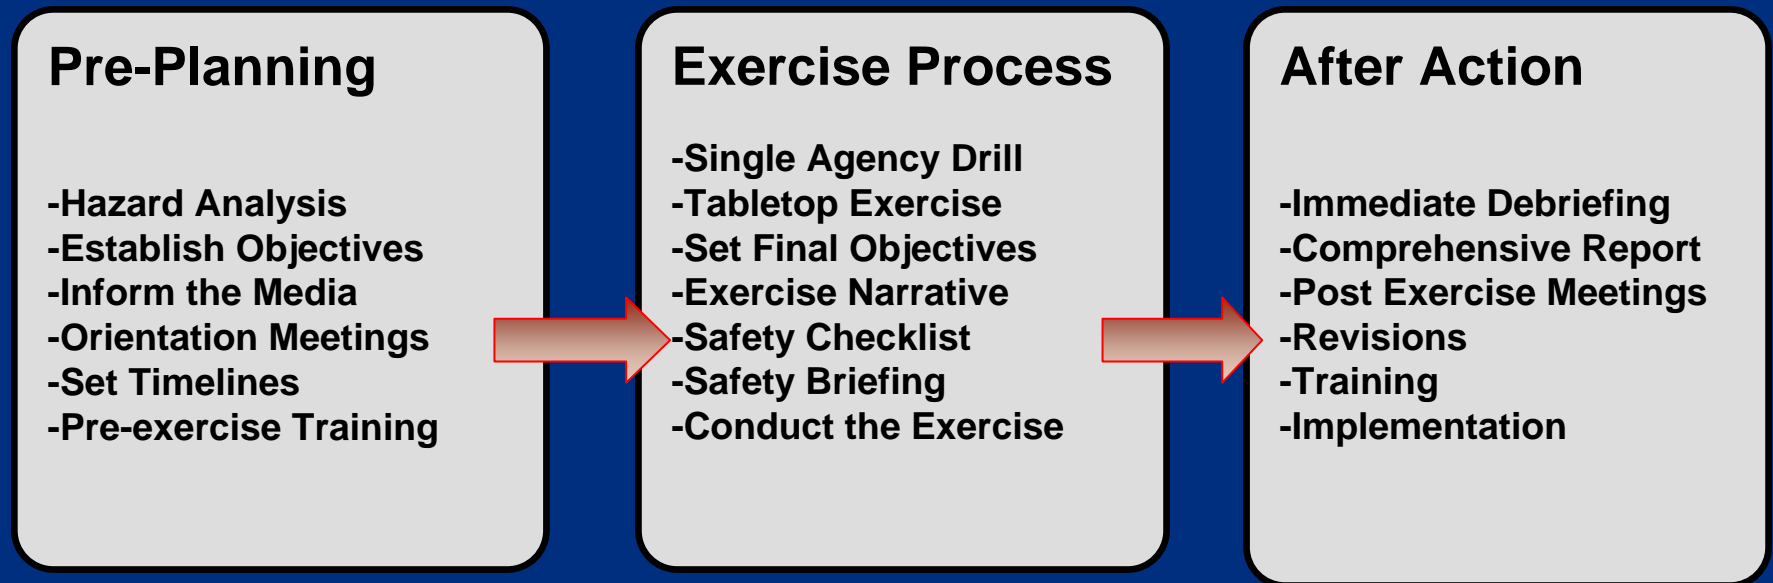 Pre-Planning
-Hazard Analysis
-Establish Objectives
-Inform the Media
-Orientation Meetings
-Set Timelines
-Pre-exercise Training
Exercise Process
-Single Agency Drill
-Tabletop Exercise
-Set Final Objectives
-Exercise Narrative
-Safety Checklist
-Safety Briefing
-Conduct the Exercise
After Action
-Immediate Debriefing
-Comprehensive Report
-Post Exercise Meetings
-Revisions
-Training
-Implementation